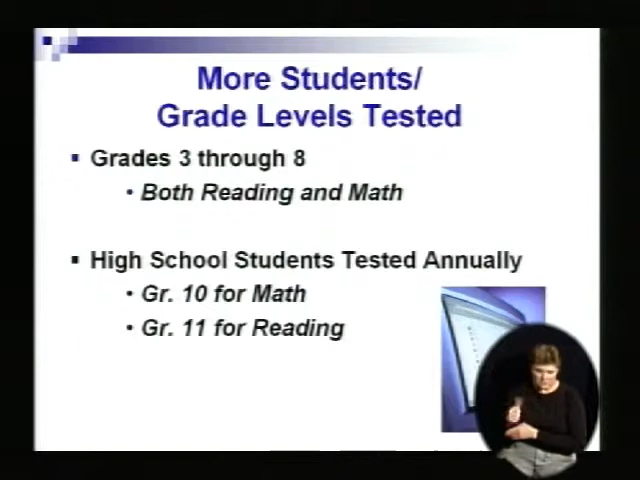 More Students/
Grade Levels Tested
Grades 3 through 8
Both Reading and Math
High School Students Tested Annually
Gr. 10 for Math
Gr. 11 for Reading